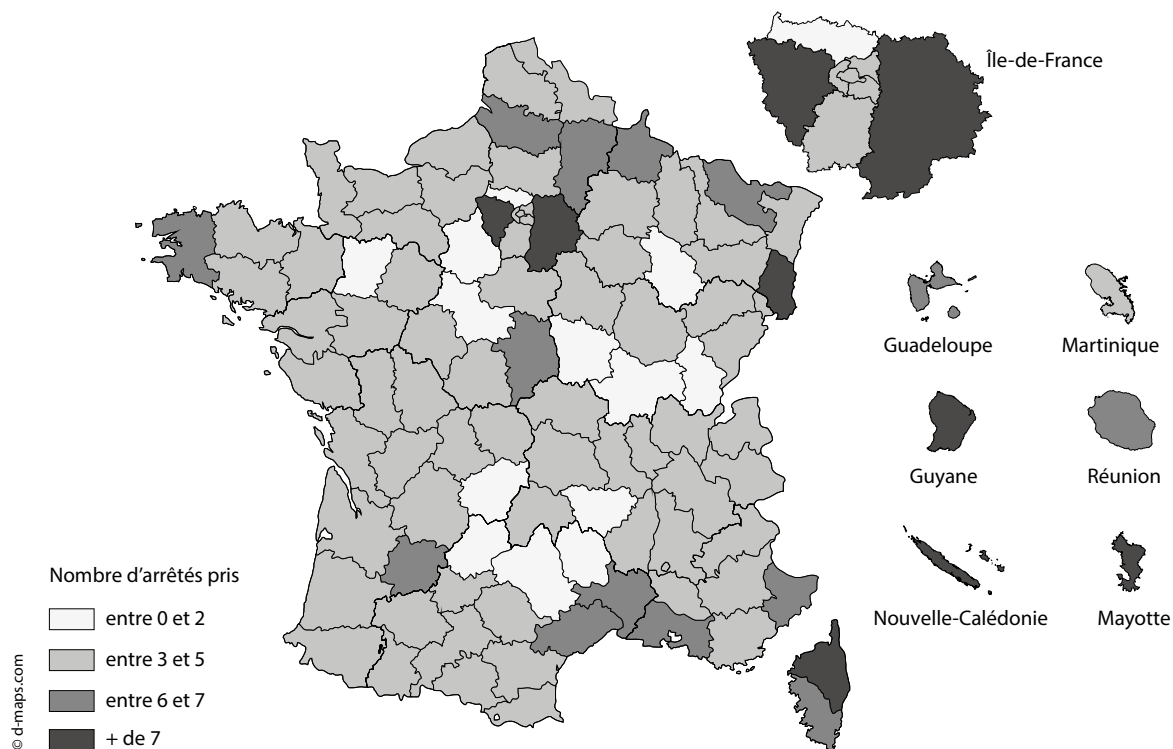 Île-de-France
Guadeloupe
Martinique
Guyane
Réunion
Nouvelle-Calédonie
Mayotte
Nombre d’arrêtés pris
entre 0 et 2
entre 3 et 5
entre 6 et 7
+ de 7
© d-maps.com